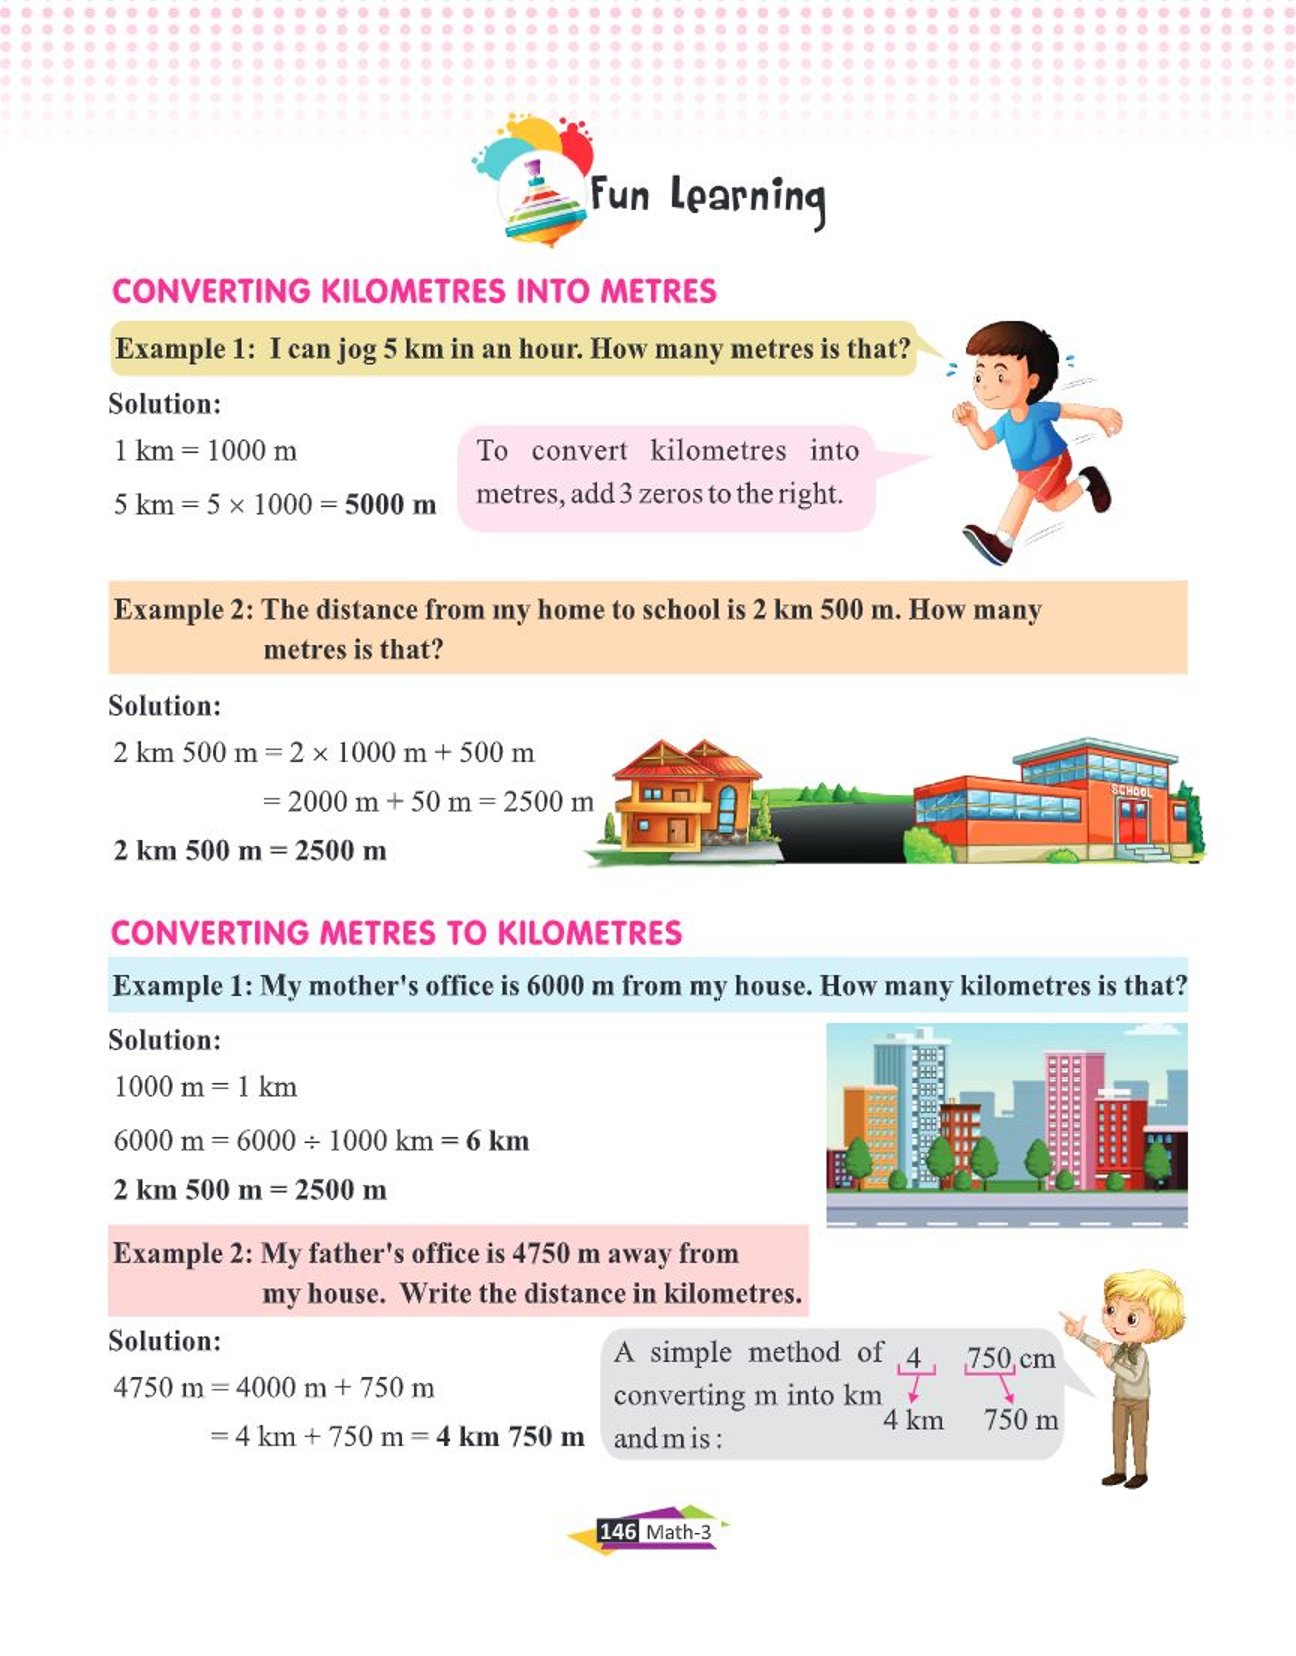 Fun Learning
CONVERTING KILOMETRES INTO METRES
Example 1: I can jog 5 km in an hour. How many metres is that?
Solution:
1 km = 1000 m
5 km = 5 × 1000 = 5000 m
To convert kilometres into
metres, add 3 zeros to the right.
Example 2: The distance from my home to school is 2 km 500 m. How many
metres is that?
Solution:
2 km 500 m = 2 × 1000 m + 500 m
= 2000 m + 50 m = 2500 m
2 km 500 m = 2500 m
SCHOOL
CONVERTING METRES TO KILOMETRES
Example 1: My mother's office is 6000 m from my house. How many kilometres is that?
Solution:
1000 m = 1 km
6000 m = 6000 ÷ 1000 km = 6 km
2 km 500 m = 2500 m
Example 2: My father's office is 4750 m away from
my house. Write the distance in kilometres.
Solution:
4750 m = 4000 m + 750 m
= 4 km + 750 m = 4 km 750 m
A simple method of
converting m into km
and m is :
4 750 cm
4 km 750 m
146 Math-3